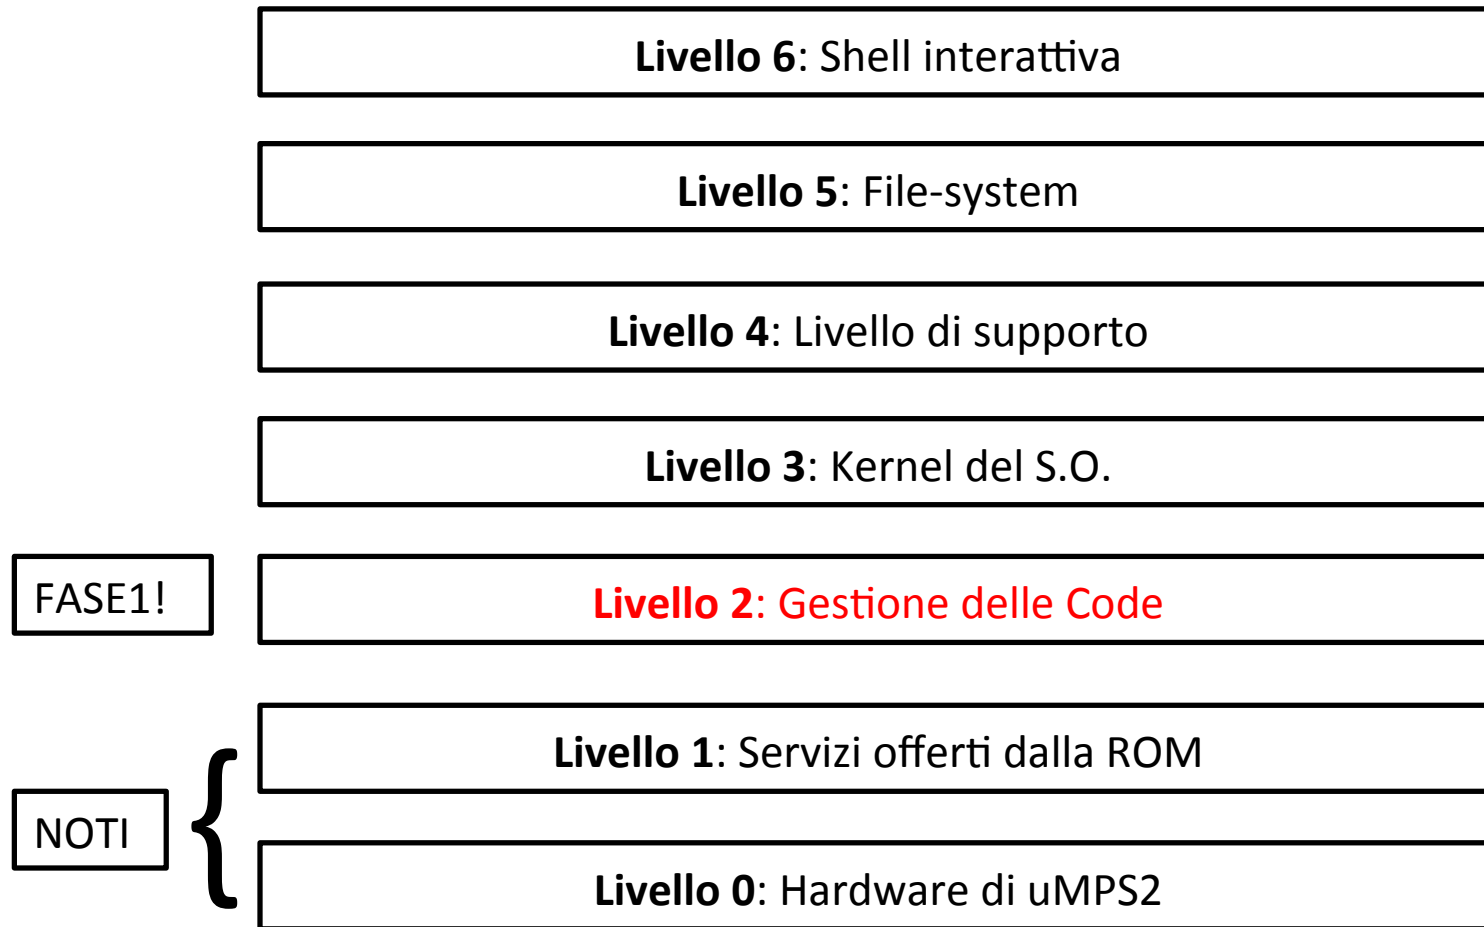 Livello 6: Shell interattiva
Livello 5: File-system
Livello 4: Livello di supporto
Livello 3: Kernel del S.O.
FASE1!
Livello 2: Gestione delle Code
Livello 1: Servizi offerti dalla ROM
NOTI
{
Livello 0: Hardware di uMPS2